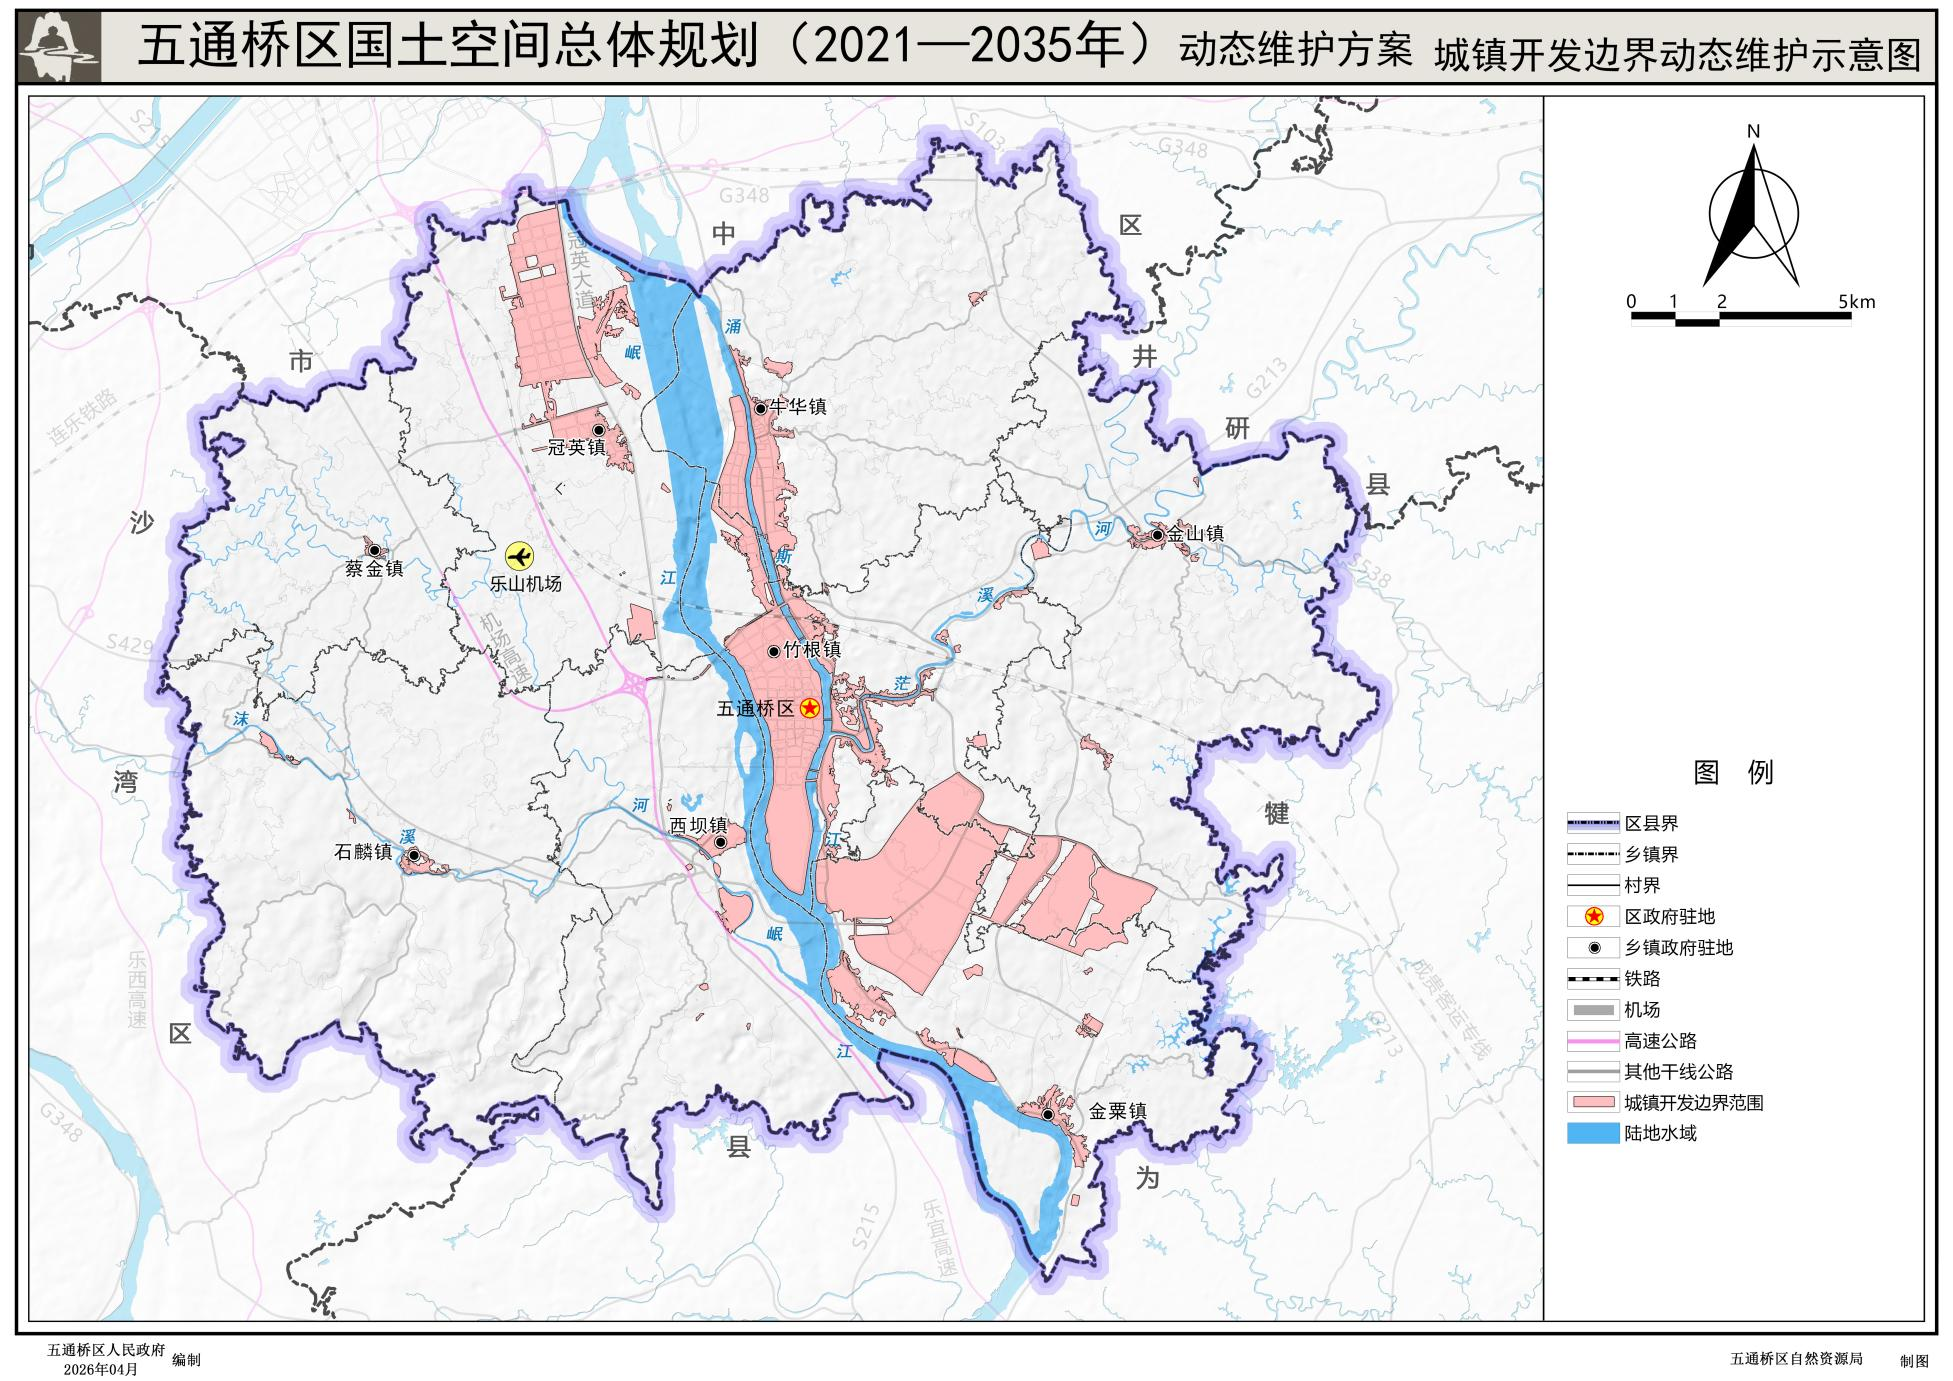 五通桥区国土空间总体规划（2021—2035年）动态维护方案 城镇开发边界动态维护示意图
N
0 1 2 5km
S215
S103
G348
G348
中
区
冠英大道
市
涌
岷
井
G213
连乐铁路
牛华镇
冠英镇
研
县
沙
斯
河
金山镇
蔡金镇
乐山机场
江
溪
S38
机场高速
S429
竹根镇
茫
五通桥区
沫
湾
河
西坝镇
江
犍
溪
石麟镇
岷
乐西高速
区
江
成贵客运专线
G213
G348
金粟镇
县
为
S215
乐宜高速
图 例
区县界
乡镇界
村界
区政府驻地
乡镇政府驻地
铁路
机场
高速公路
其他干线公路
城镇开发边界范围
陆地水域
五通桥区人民政府
2026年04月
编制
五通桥区自然资源局 制图